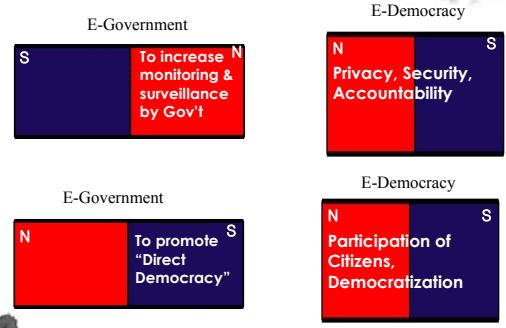 E-Government
E-Democracy
S
To increase N
monitoring &
surveillance
by Gov't
N S
Privacy, Security,
Accountability
E-Government
E-Democracy
N
To promote S
“Direct
Democracy”
N S
Participation of
Citizens,
Democratization